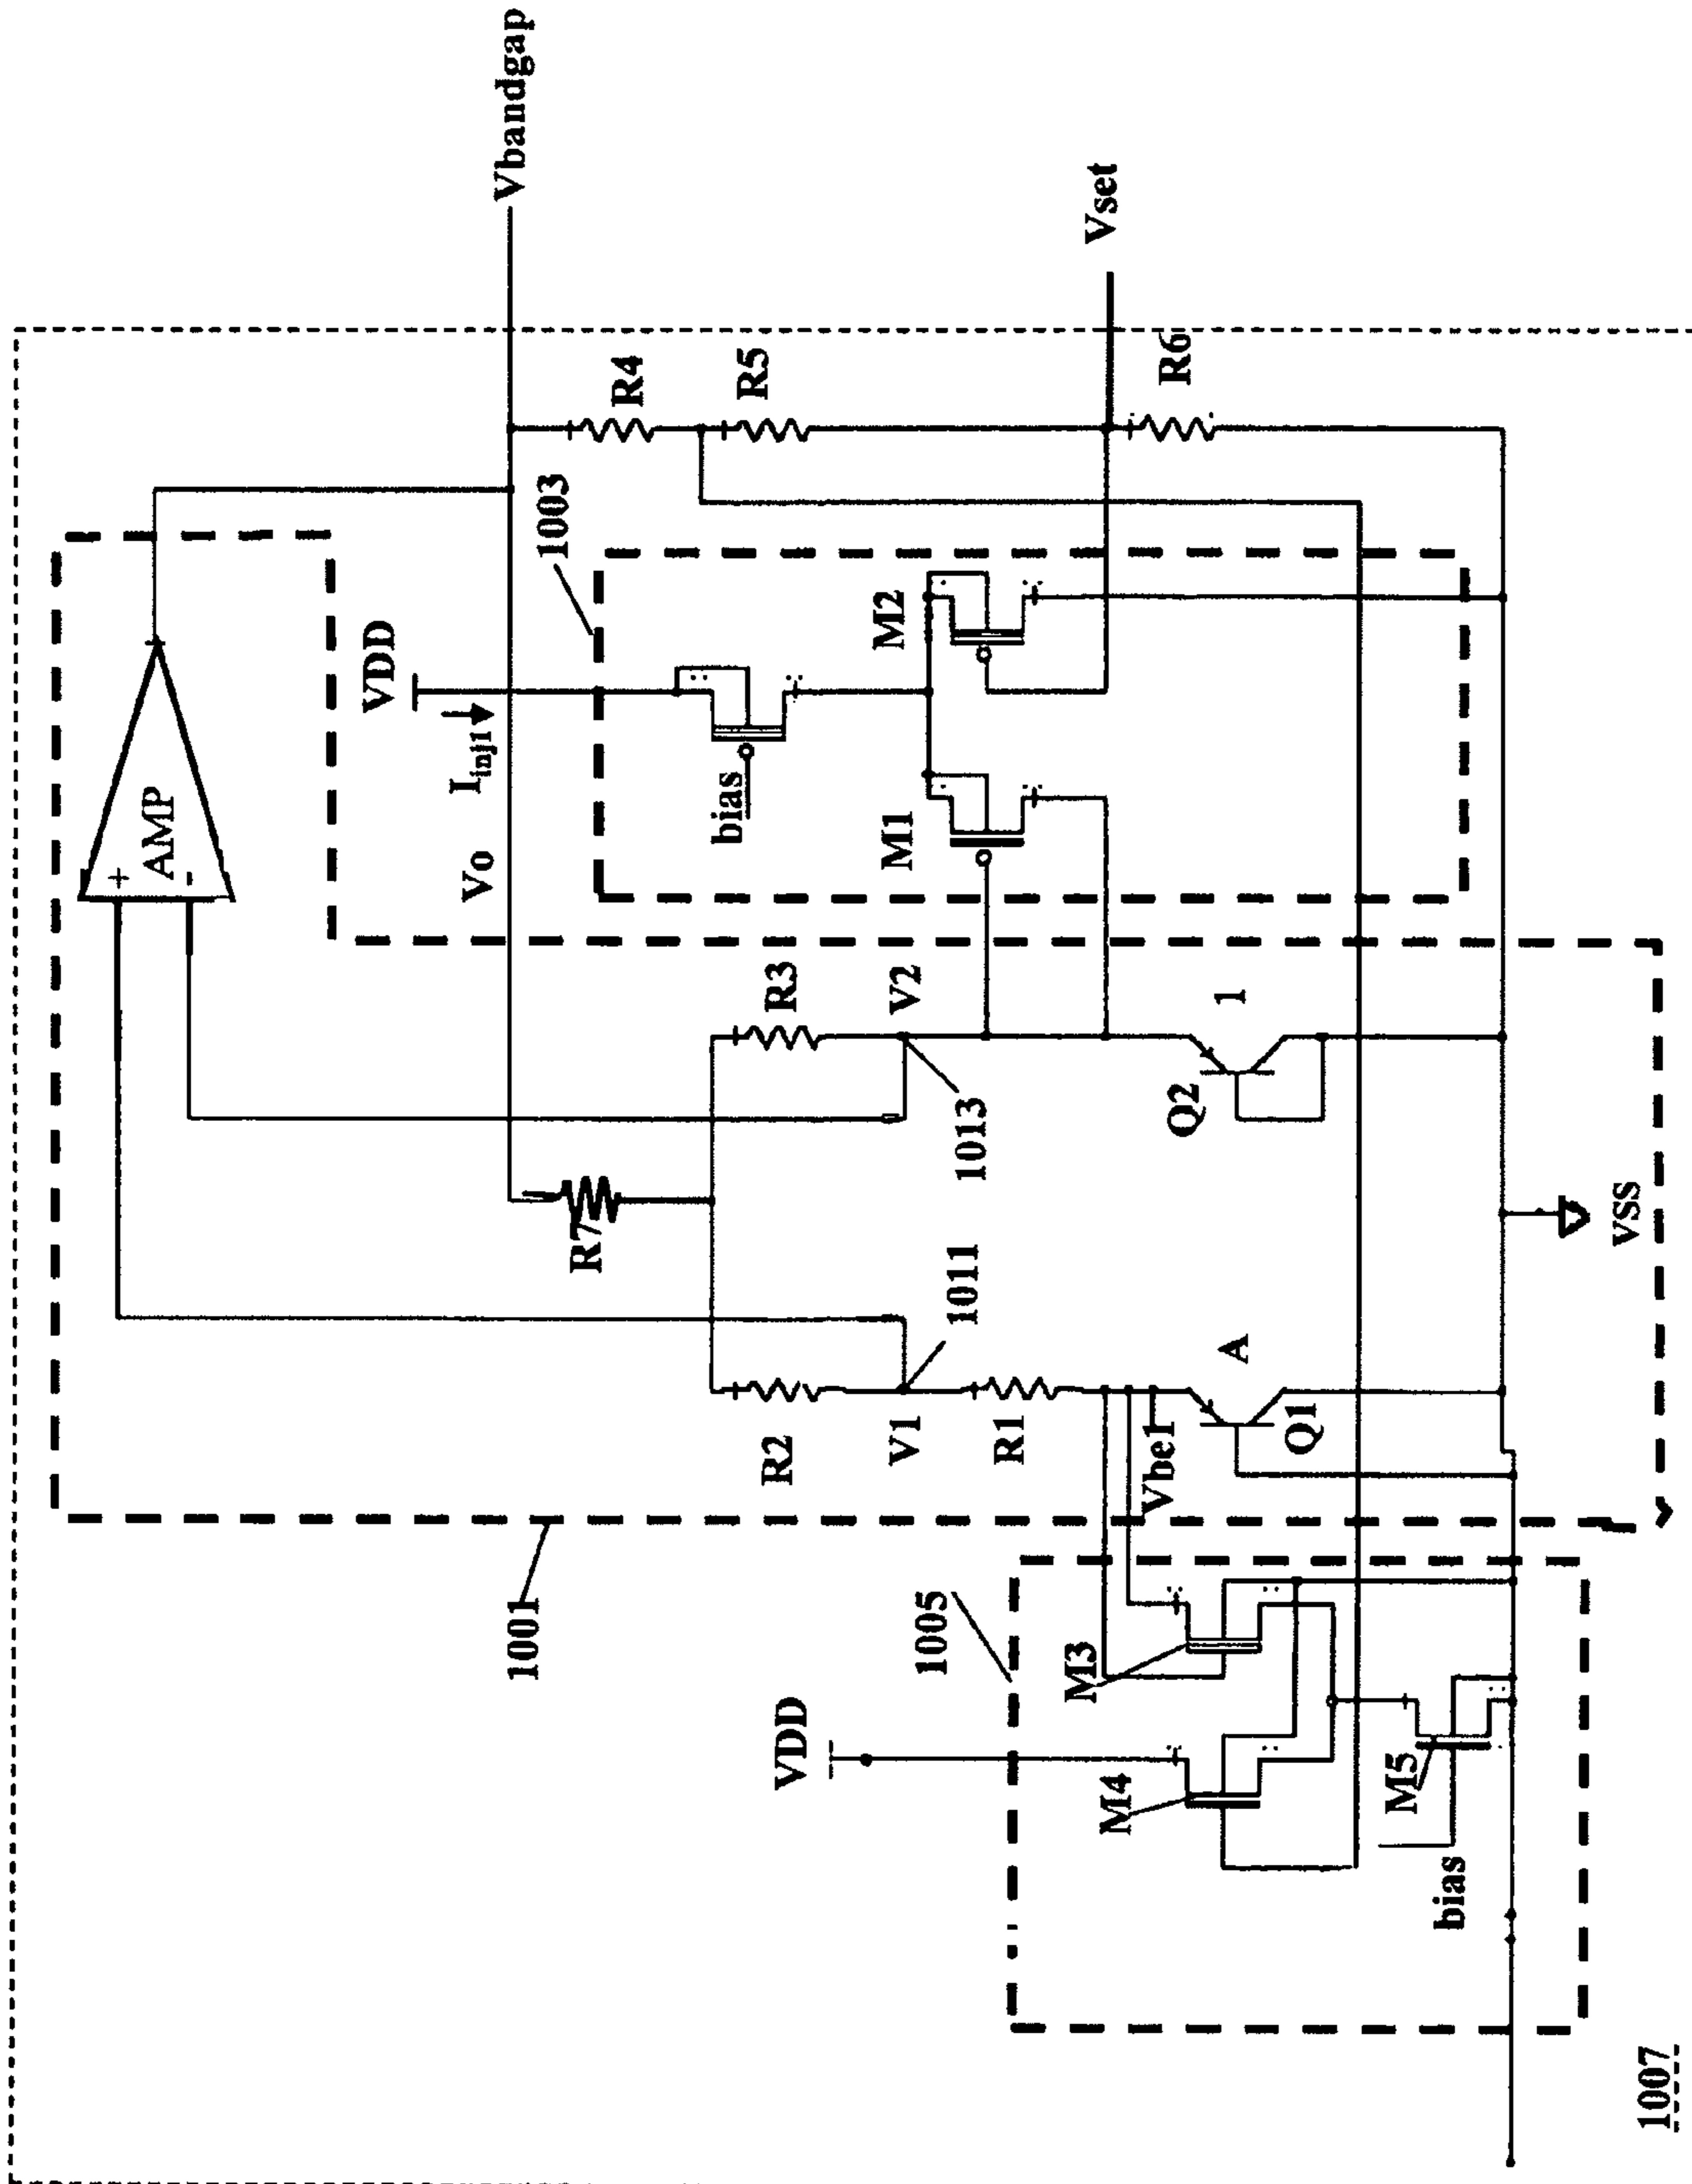 Vbandgap
Vset
R4
R5
R6
1003
AMP
+
-
VDD
I_inj1
Vo
bias
M1
M2
R3
V2
1013
1
Q2
R7
R2
V1
1011
R1
Vbe1
A
Q1
VSS
1001
1005
M3
VDD
M4
M5
bias
1007